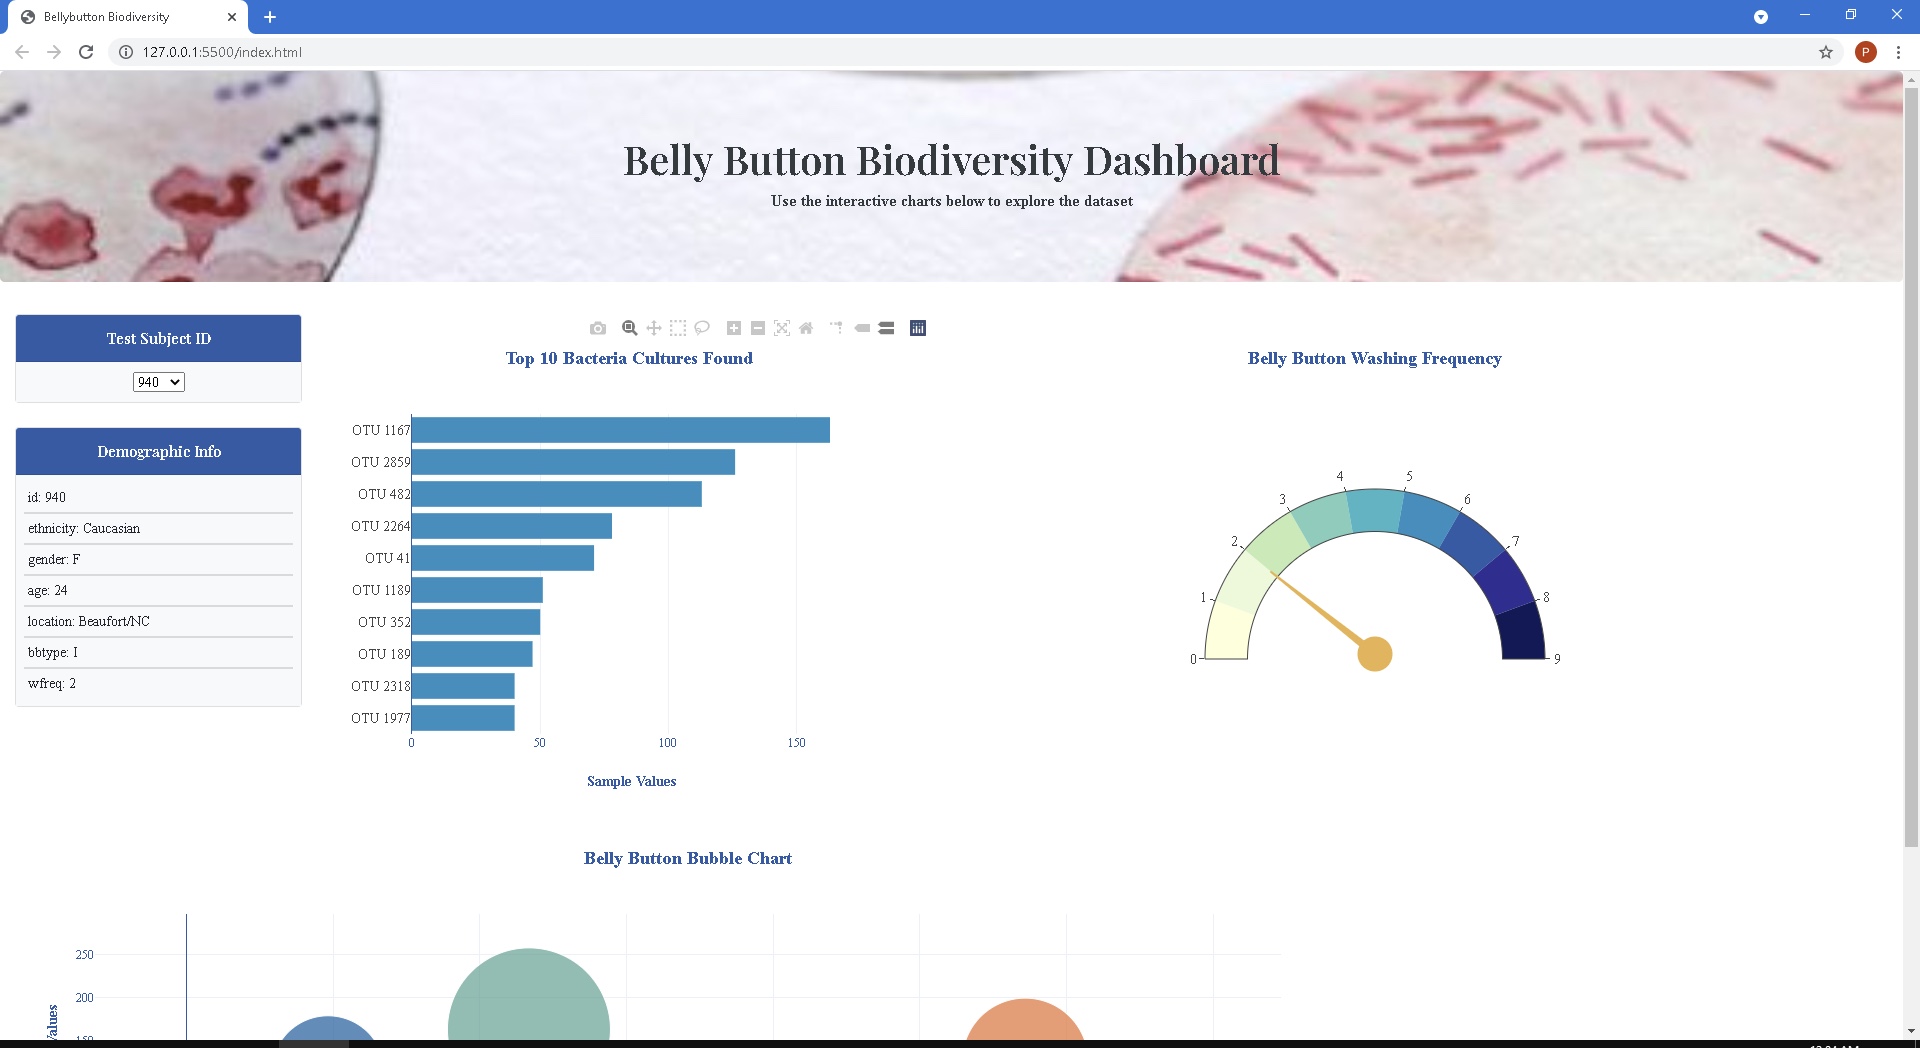 Bellybutton Biodiversity
127.0.0.1:5500/index.html
P
Belly Button Biodiversity Dashboard
Use the interactive charts below to explore the dataset
Test Subject ID
940
Demographic Info
id: 940
ethnicity: Caucasian
gender: F
age: 24
location: Beaufort/NC
bbtype: I
wfreq: 2
Top 10 Bacteria Cultures Found
OTU 1167
OTU 2859
OTU 482
OTU 2264
OTU 41
OTU 1189
OTU 352
OTU 189
OTU 2318
OTU 1977
0 50 100 150
Sample Values
Belly Button Washing Frequency
0
1
2
3
4
5
6
7
8
9
Belly Button Bubble Chart
250
200
150
Values